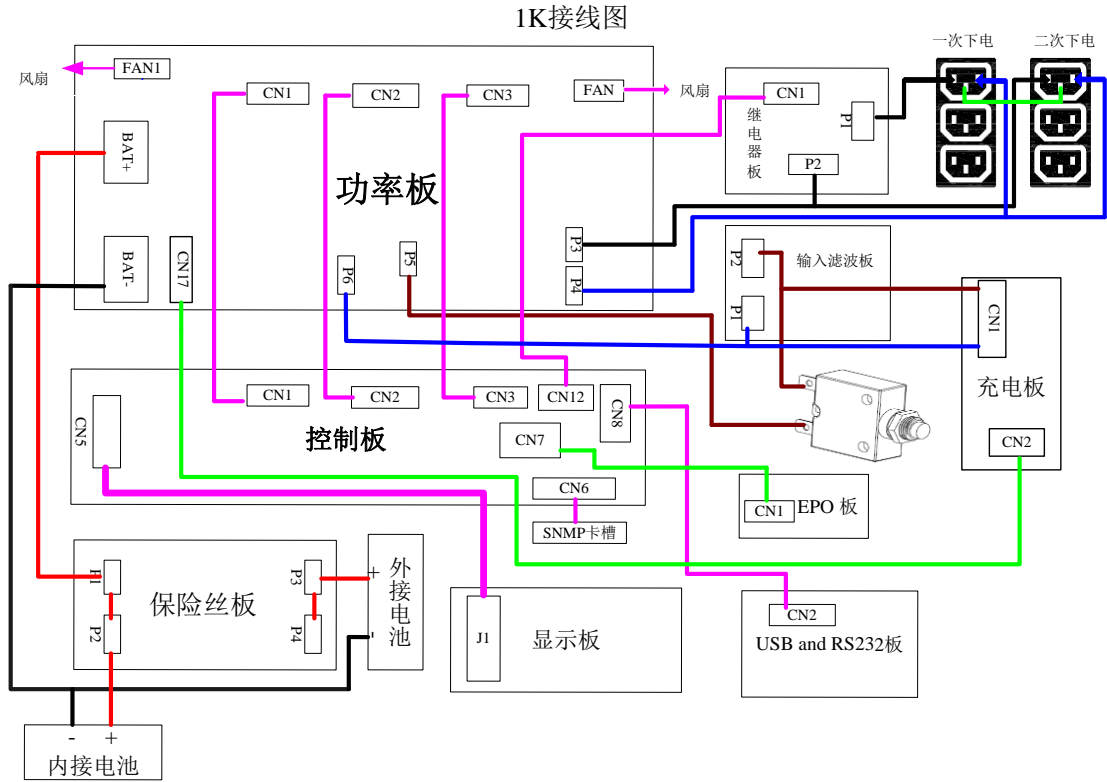 1K接线图
一次下电
二次下电
风扇
FAN1
FAN
风扇
CN1
CN2
CN3
CN1
继电器板
P1
P2
BAT+
功率板
BAT-
CN17
P6
P5
P3
P4
P2
输入滤波板
P1
CN1
充电板
CN2
CN1
CN2
CN3
CN12
CN8
CN5
控制板
CN7
CN6
SNMP卡槽
CN1
EPO 板
P1
P3
保险丝板
P2
P4
+
外接电池
-
J1
显示板
CN2
USB and RS232板
-
+
内接电池